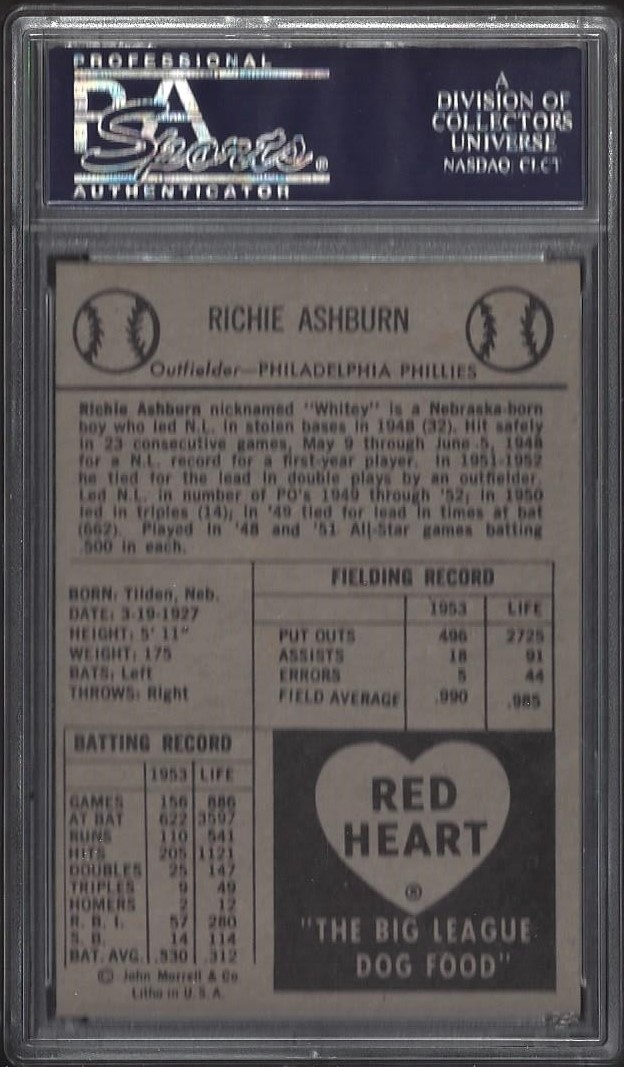 PROFESSIONAL
PSA
Sports®
AUTHENTICATOR
A
DIVISION OF
COLLECTORS
UNIVERSE
NASDAQ: CLCT
RICHIE ASHBURN
Outfielder—PHILADELPHIA PHILLIES
Richie Ashburn nicknamed "Whitey" is a Nebraska-born
boy who led N.L. in stolen bases in 1948 (32). Hit safely
in 23 consecutive games, May 9 through June 5, 1948
for a N.L. record for a first-year player. In 1951-1952
he tied for the lead in double plays by an outfielder.
Led N.L. in number of PO's 1949 through '52; in 1950
led in triples (14); in '49 tied for lead in times at bat
(662). Played in '48 and '51 All-Star games batting
.500 in each.
BORN: Tilden, Neb.
DATE: 3-19-1927
HEIGHT: 5' 11"
WEIGHT: 175
BATS: Left
THROWS: Right
FIELDING RECORD
1953 LIFE
PUT OUTS 496 2725
ASSISTS 18 91
ERRORS 5 44
FIELD AVERAGE .990 .985
BATTING RECORD
1953 LIFE
GAMES 156 886
AT BAT 622 3597
RUNS 110 541
HITS 205 1121
DOUBLES 25 147
TRIPLES 9 49
HOMERS 2 12
R. B. I. 57 280
S. B. 14 114
BAT. AVG. .330 .312
© John Morrell & Co
Litho in U.S.A.
RED
HEART
®
"THE BIG LEAGUE
DOG FOOD"